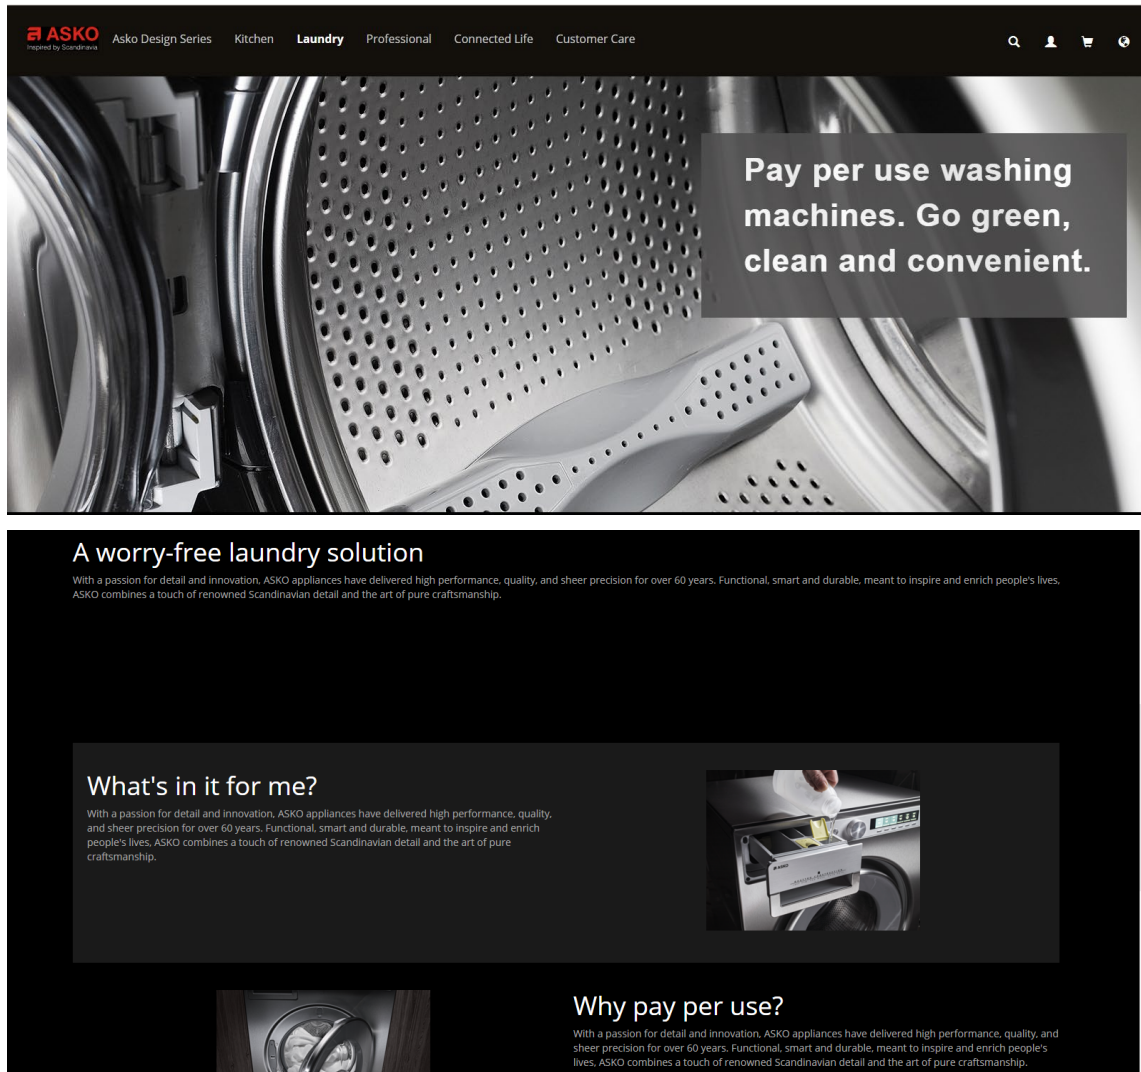 ASKO
Inspired by Scandinavia
Asko Design Series Kitchen Laundry Professional Connected Life Customer Care
Pay per use washing
machines. Go green,
clean and convenient.
A worry-free laundry solution
With a passion for detail and innovation, ASKO appliances have delivered high performance, quality, and sheer precision for over 60 years. Functional, smart and durable, meant to inspire and enrich people's lives,
ASKO combines a touch of renowned Scandinavian detail and the art of pure craftsmanship.
What's in it for me?
With a passion for detail and innovation, ASKO appliances have delivered high performance, quality,
and sheer precision for over 60 years. Functional, smart and durable, meant to inspire and enrich
people's lives, ASKO combines a touch of renowned Scandinavian detail and the art of pure
craftsmanship.
ASKO
Why pay per use?
With a passion for detail and innovation, ASKO appliances have delivered high performance, quality, and
sheer precision for over 60 years. Functional, smart and durable, meant to inspire and enrich people's
lives, ASKO combines a touch of renowned Scandinavian detail and the art of pure craftsmanship.